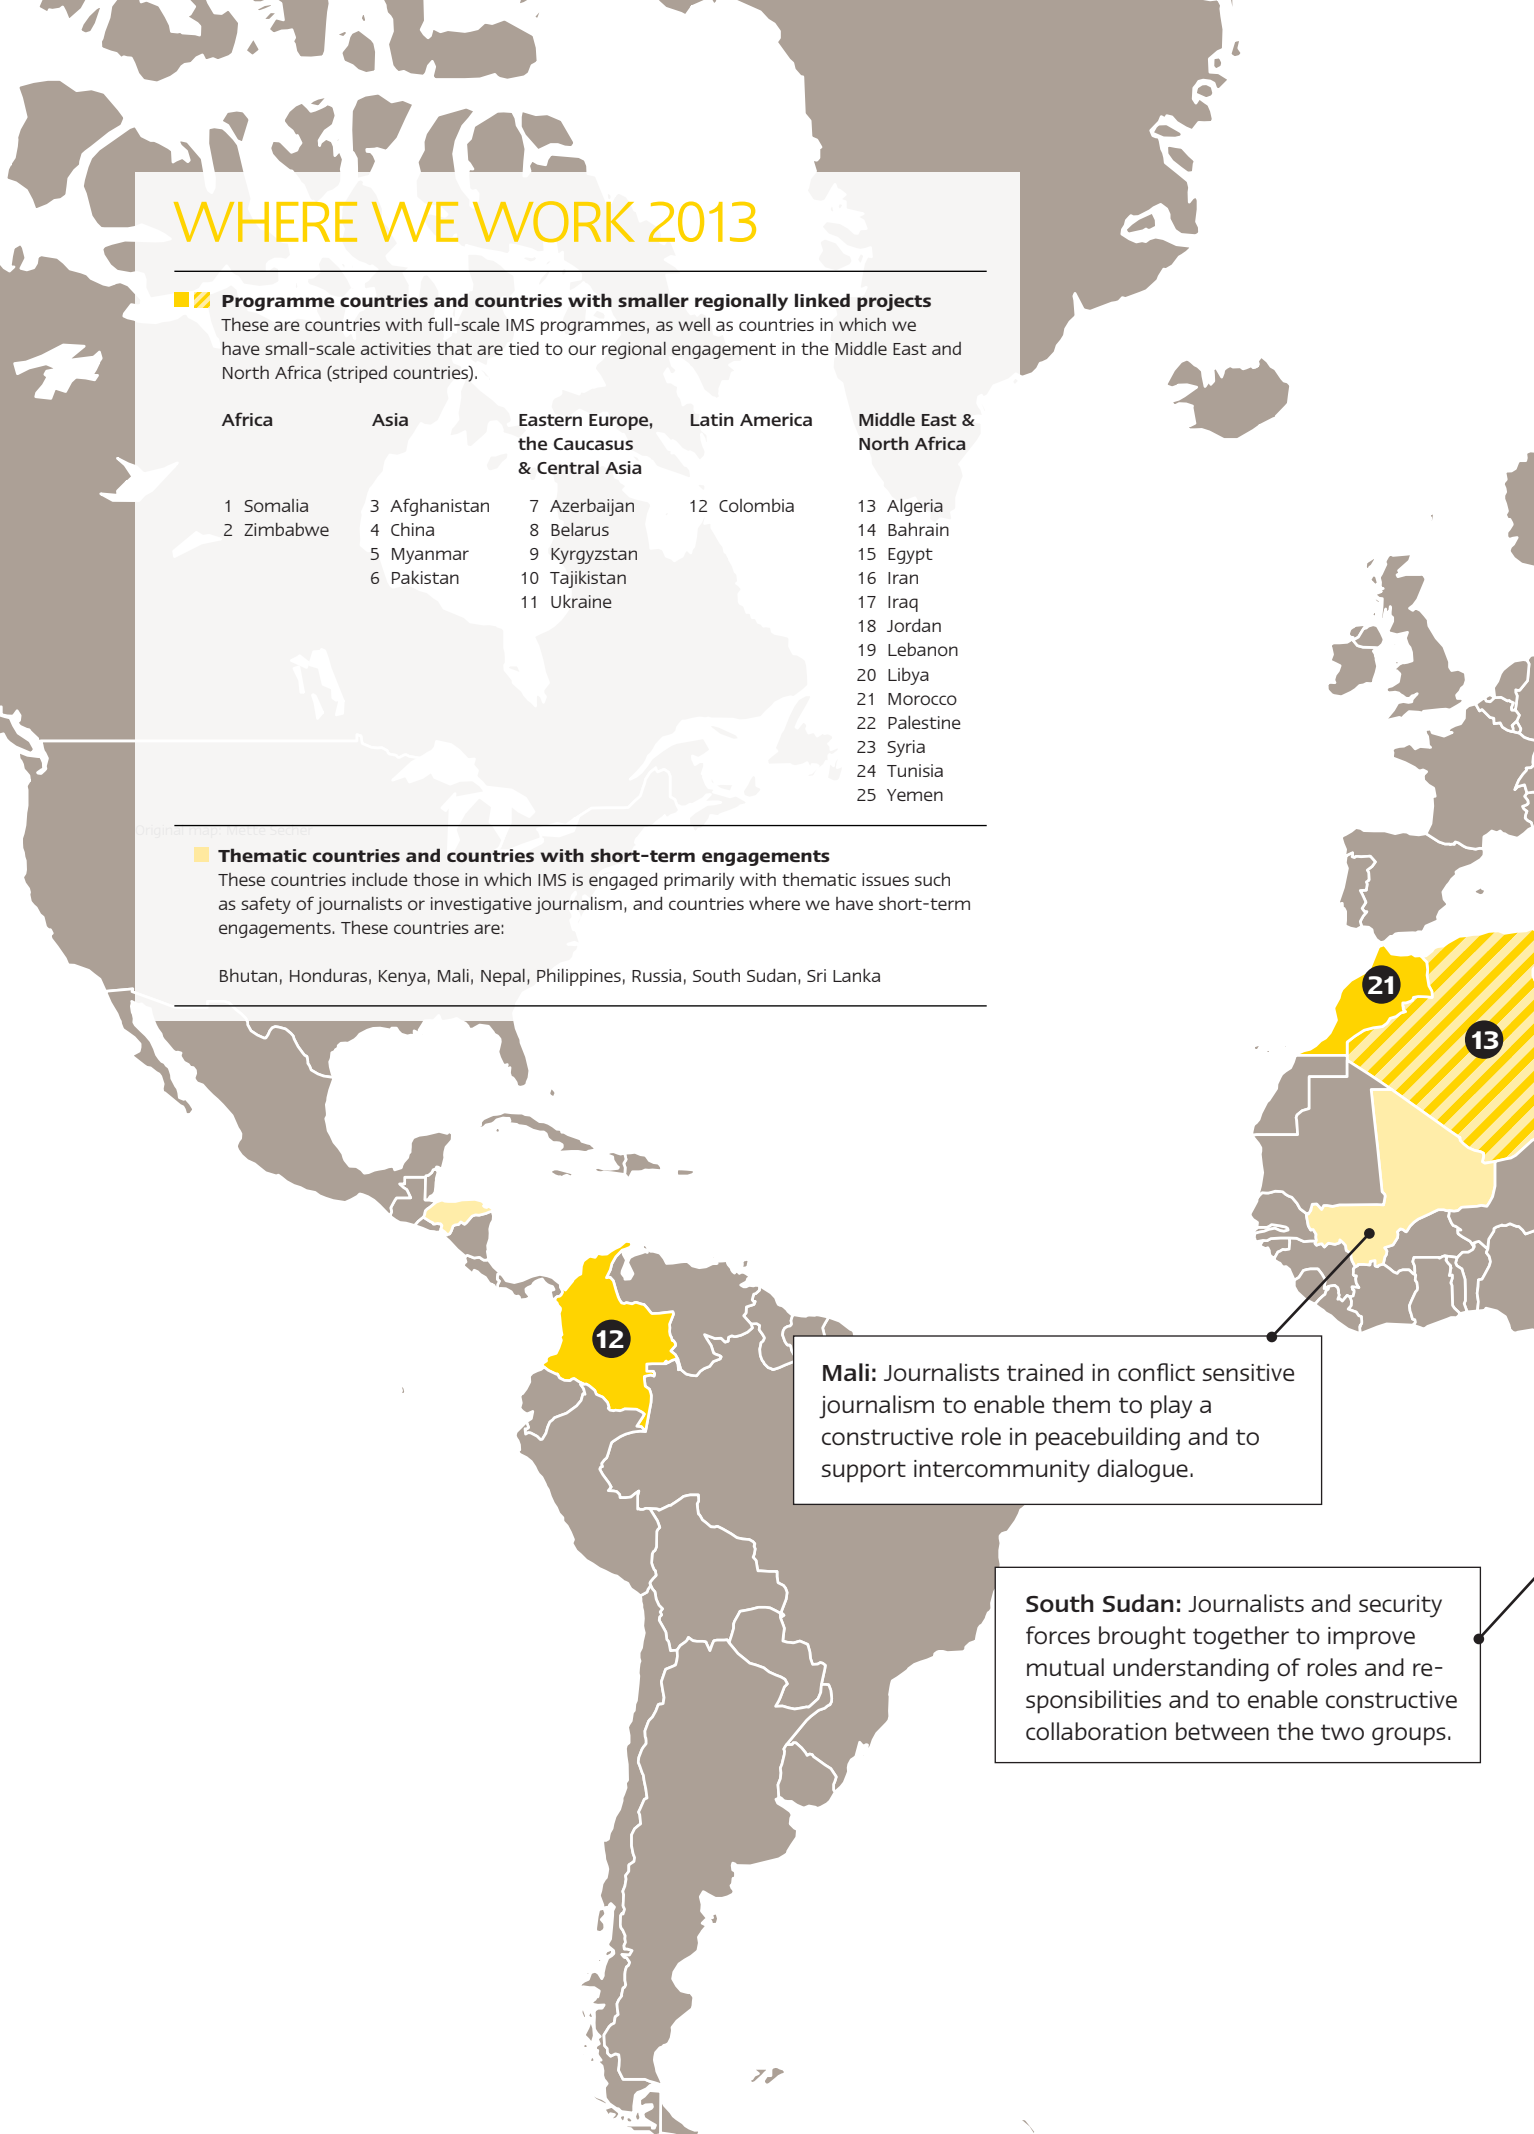 WHERE WE WORK 2013
Programme countries and countries with smaller regionally linked projects
These are countries with full-scale IMS programmes, as well as countries in which we
have small-scale activities that are tied to our regional engagement in the Middle East and
North Africa (striped countries).
Africa
1 Somalia
2 Zimbabwe
Asia
3 Afghanistan
4 China
5 Myanmar
6 Pakistan
Eastern Europe,
the Caucasus
& Central Asia
7 Azerbaijan
8 Belarus
9 Kyrgyzstan
10 Tajikistan
11 Ukraine
Latin America
12 Colombia
Middle East &
North Africa
13 Algeria
14 Bahrain
15 Egypt
16 Iran
17 Iraq
18 Jordan
19 Lebanon
20 Libya
21 Morocco
22 Palestine
23 Syria
24 Tunisia
25 Yemen
Original map: Mette Secher
Thematic countries and countries with short-term engagements
These countries include those in which IMS is engaged primarily with thematic issues such
as safety of journalists or investigative journalism, and countries where we have short-term
engagements. These countries are:
Bhutan, Honduras, Kenya, Mali, Nepal, Philippines, Russia, South Sudan, Sri Lanka
21
13
12
Mali: Journalists trained in conflict sensitive
journalism to enable them to play a
constructive role in peacebuilding and to
support intercommunity dialogue.
South Sudan: Journalists and security
forces brought together to improve
mutual understanding of roles and re-
sponsibilities and to enable constructive
collaboration between the two groups.